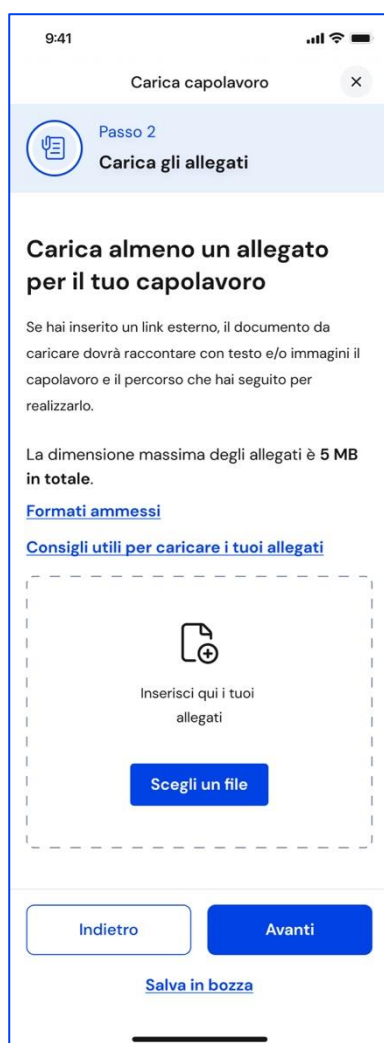 9:41
Carica capolavoro
Passo 2
Carica gli allegati
Carica almeno un allegato
per il tuo capolavoro
Se hai inserito un link esterno, il documento da
caricare dovrà raccontare con testo e/o immagini il
capolavoro e il percorso che hai seguito per
realizzarlo.
La dimensione massima degli allegati è 5 MB
in totale.
Formati ammessi
Consigli utili per caricare i tuoi allegati
Inserisci qui i tuoi
allegati
Scegli un file
Indietro
Avanti
Salva in bozza